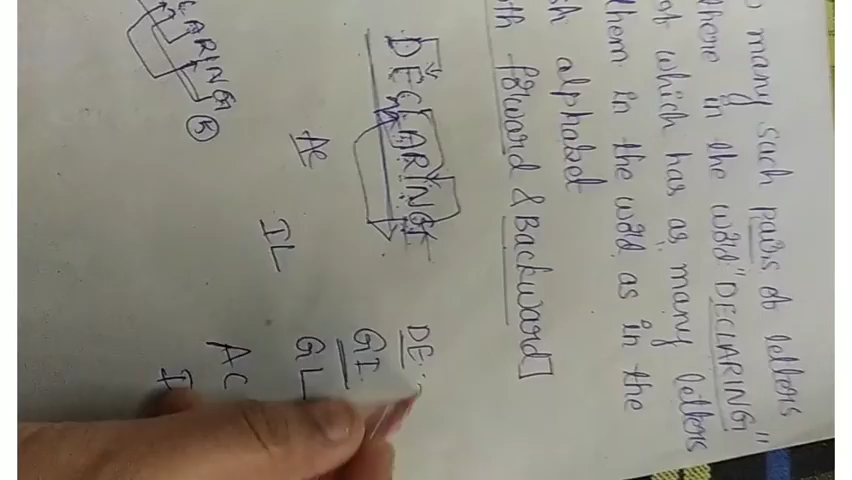 many such pairs of letters
there in the word "DECLARING"
of which has as many letters
them in the word as in the
alphabet
forward & Backward]
DECLARING
DE
GI
AC
IL
GL
AC
I
LARING
5